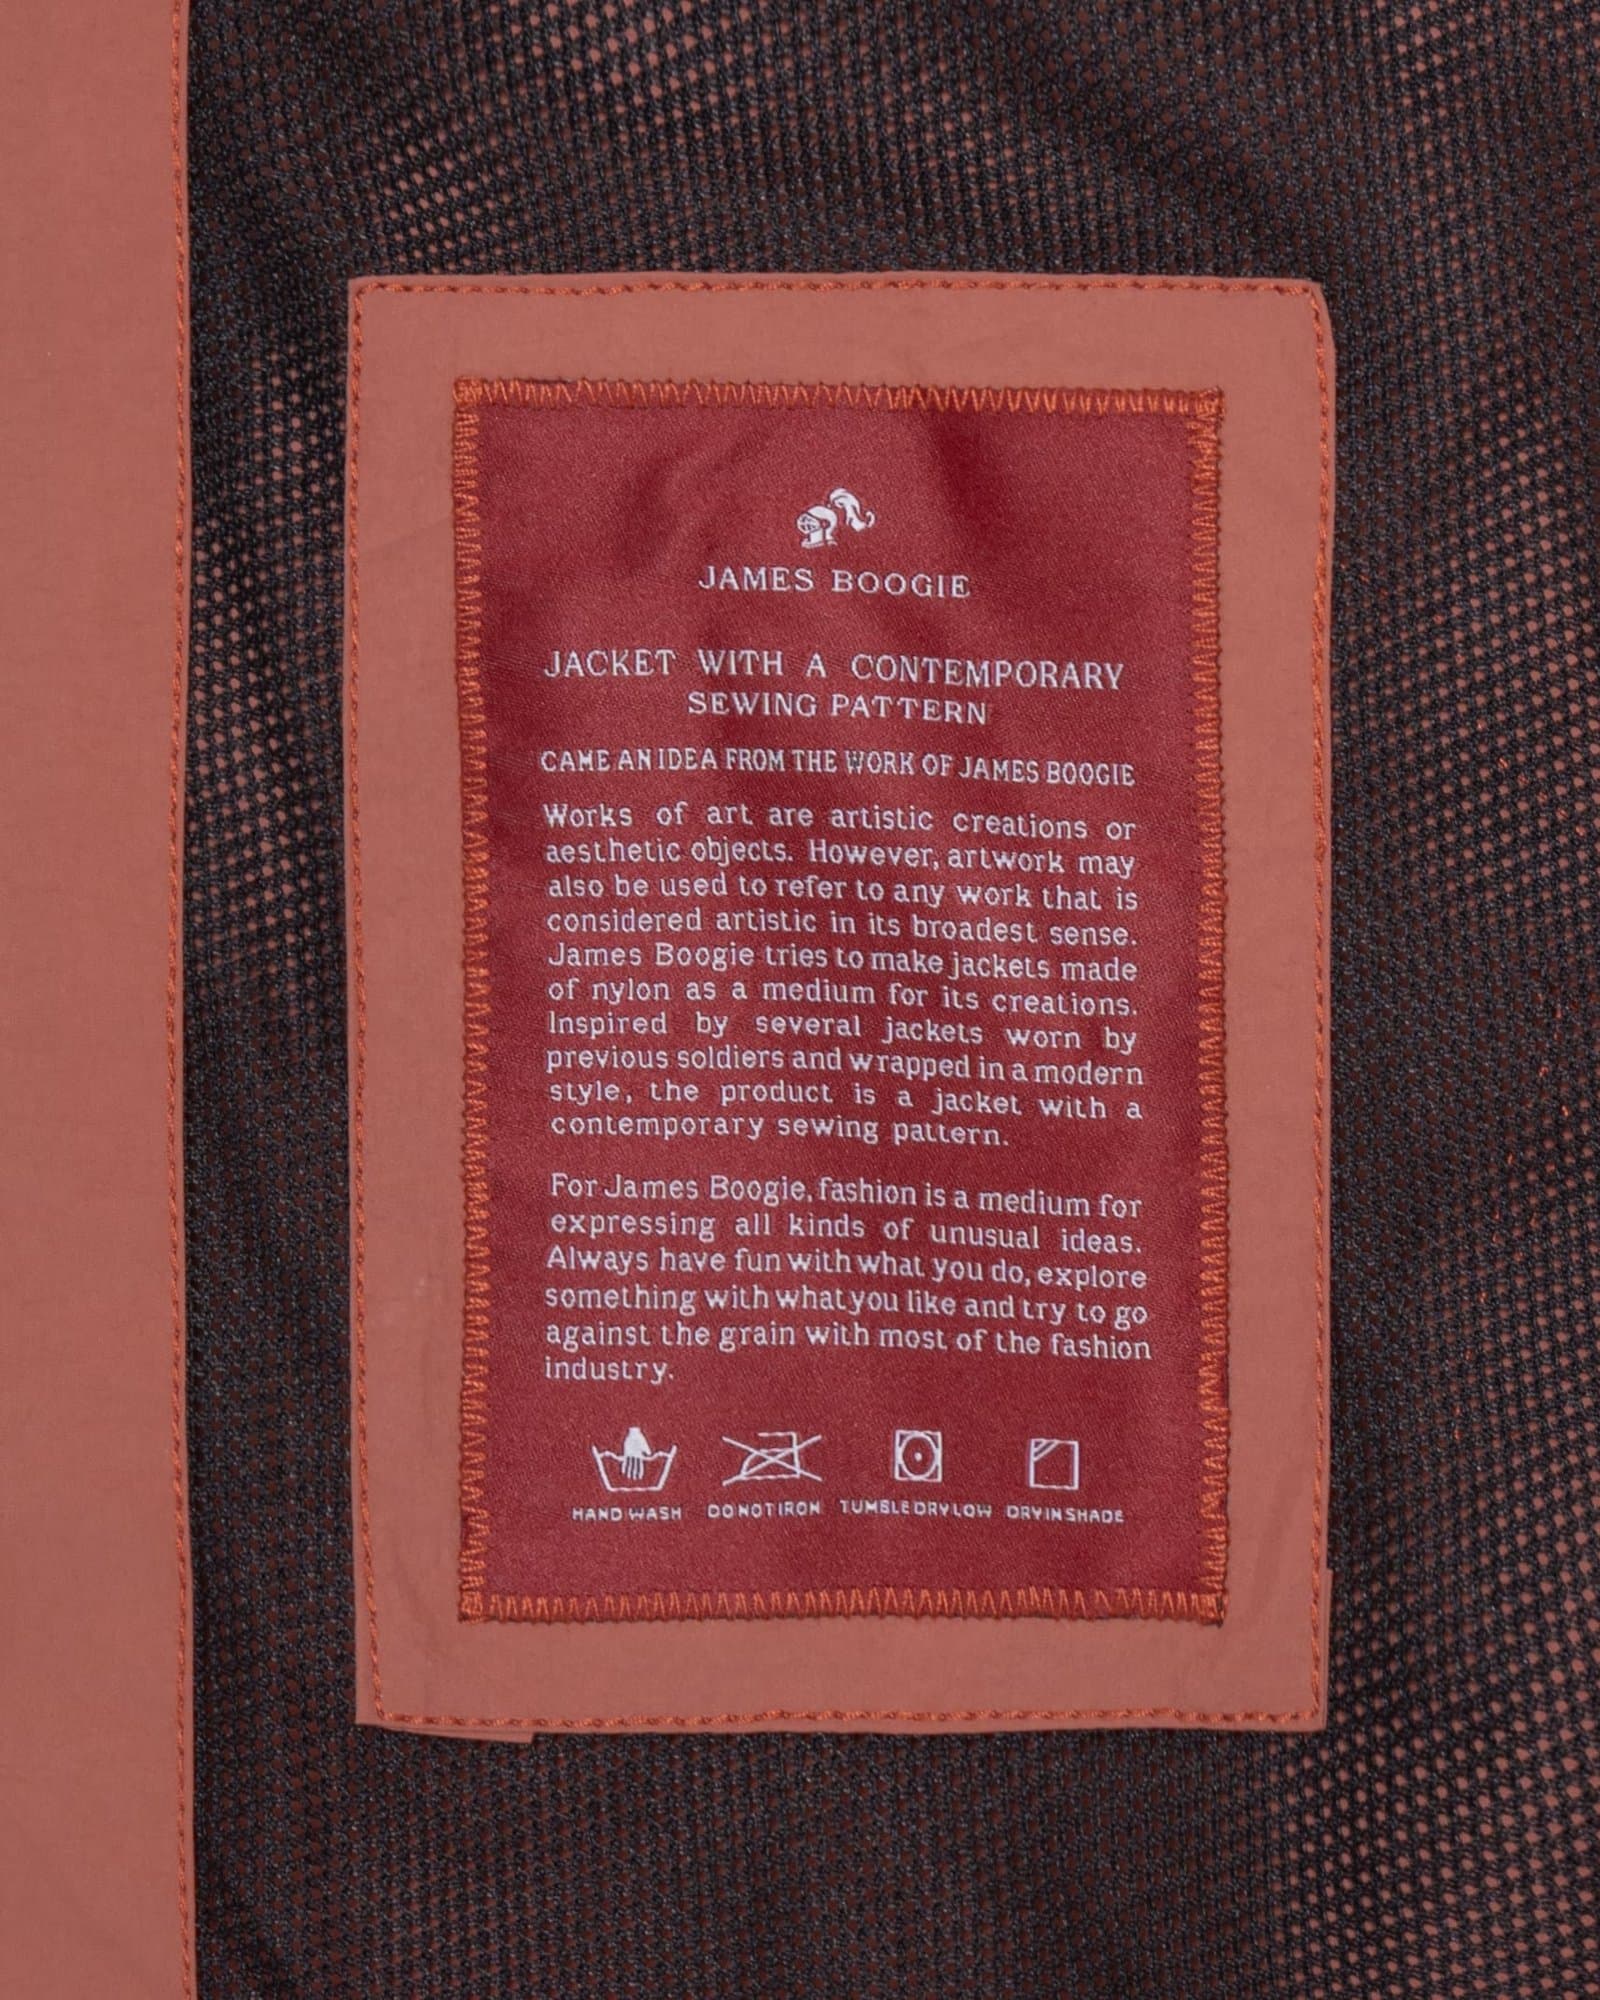 JAMES BOOGIE
JACKET WITH A CONTEMPORARY
SEWING PATTERN
CAME AN IDEA FROM THE WORK OF JAMES BOOGIE
Works of art are artistic creations or
aesthetic objects. However, artwork may
also be used to refer to any work that is
considered artistic in its broadest sense.
James Boogie tries to make jackets made
of nylon as a medium for its creations.
Inspired by several jackets worn by
previous soldiers and wrapped in a modern
style, the product is a jacket with a
contemporary sewing pattern.
For James Boogie, fashion is a medium for
expressing all kinds of unusual ideas.
Always have fun with what you do, explore
something with what you like and try to go
against the grain with most of the fashion
industry.
HAND WASH DO NOT IRON TUMBLE DRY LOW DRY IN SHADE